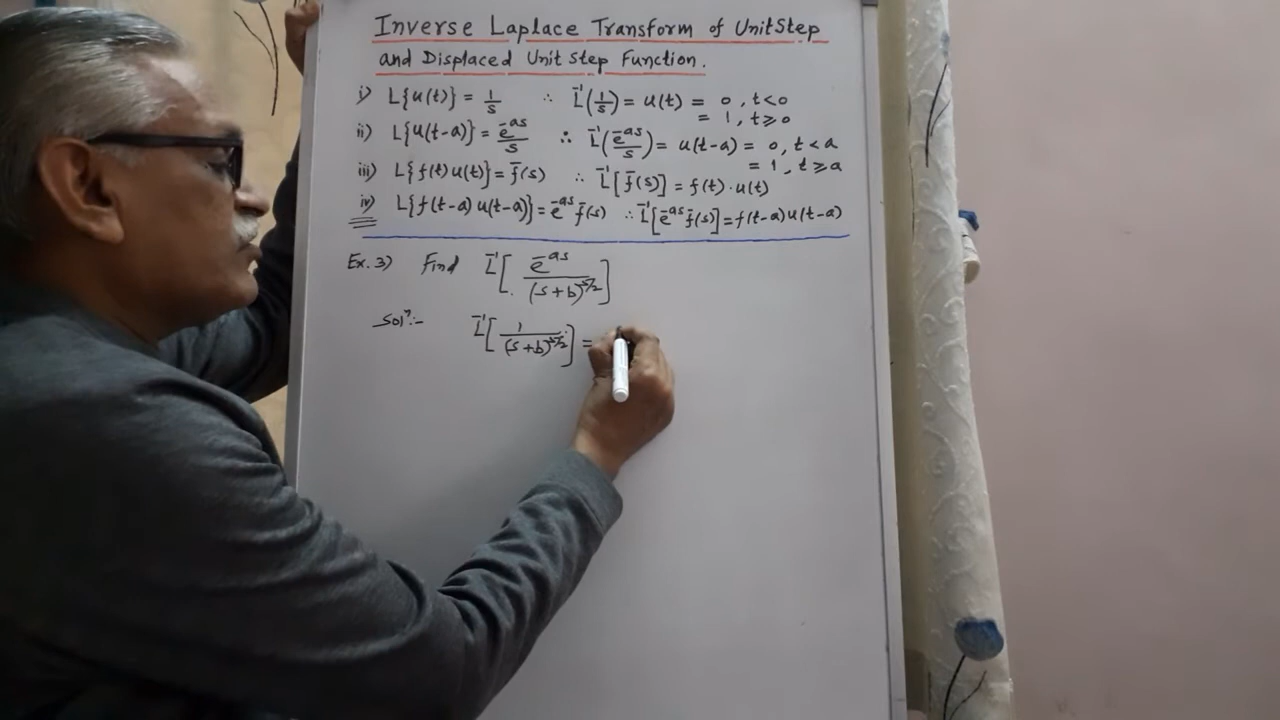 Inverse Laplace Transform of Unit Step
and Displaced Unit Step Function.
i) L{u(t)} = 1/s ∴ L⁻¹(1/s) = u(t) = 0, t<0
= 1, t⩾0
ii) L{u(t-a)} = e⁻ᵃˢ/s ∴ L⁻¹(e⁻ᵃˢ/s) = u(t-a) = 0, t<a
= 1, t⩾a
iii) L{f(t)u(t)} = f̄(s) ∴ L⁻¹[f̄(s)] = f(t)·u(t)
iv) L{f(t-a)u(t-a)} = e⁻ᵃˢ f̄(s) ∴ L⁻¹[e⁻ᵃˢ f̄(s)] = f(t-a)u(t-a)
Ex. 3) Find L⁻¹[e⁻ᵃˢ/(s+b)^5/2]
Solⁿ:- L⁻¹[1/(s+b)^5/2] =